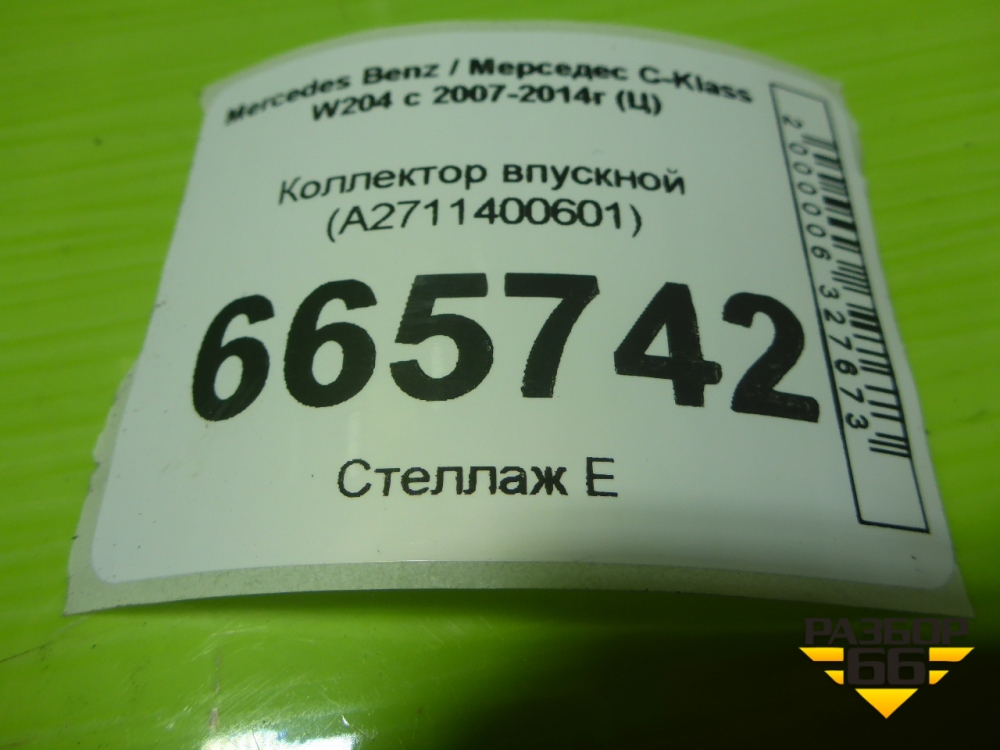 Mercedes Benz / Мерседес C-Klass
W204 с 2007-2014г (Ц)
Коллектор впускной
(A2711400601)
665742
Стеллаж Е
2000006327673
РАЗБОР
66